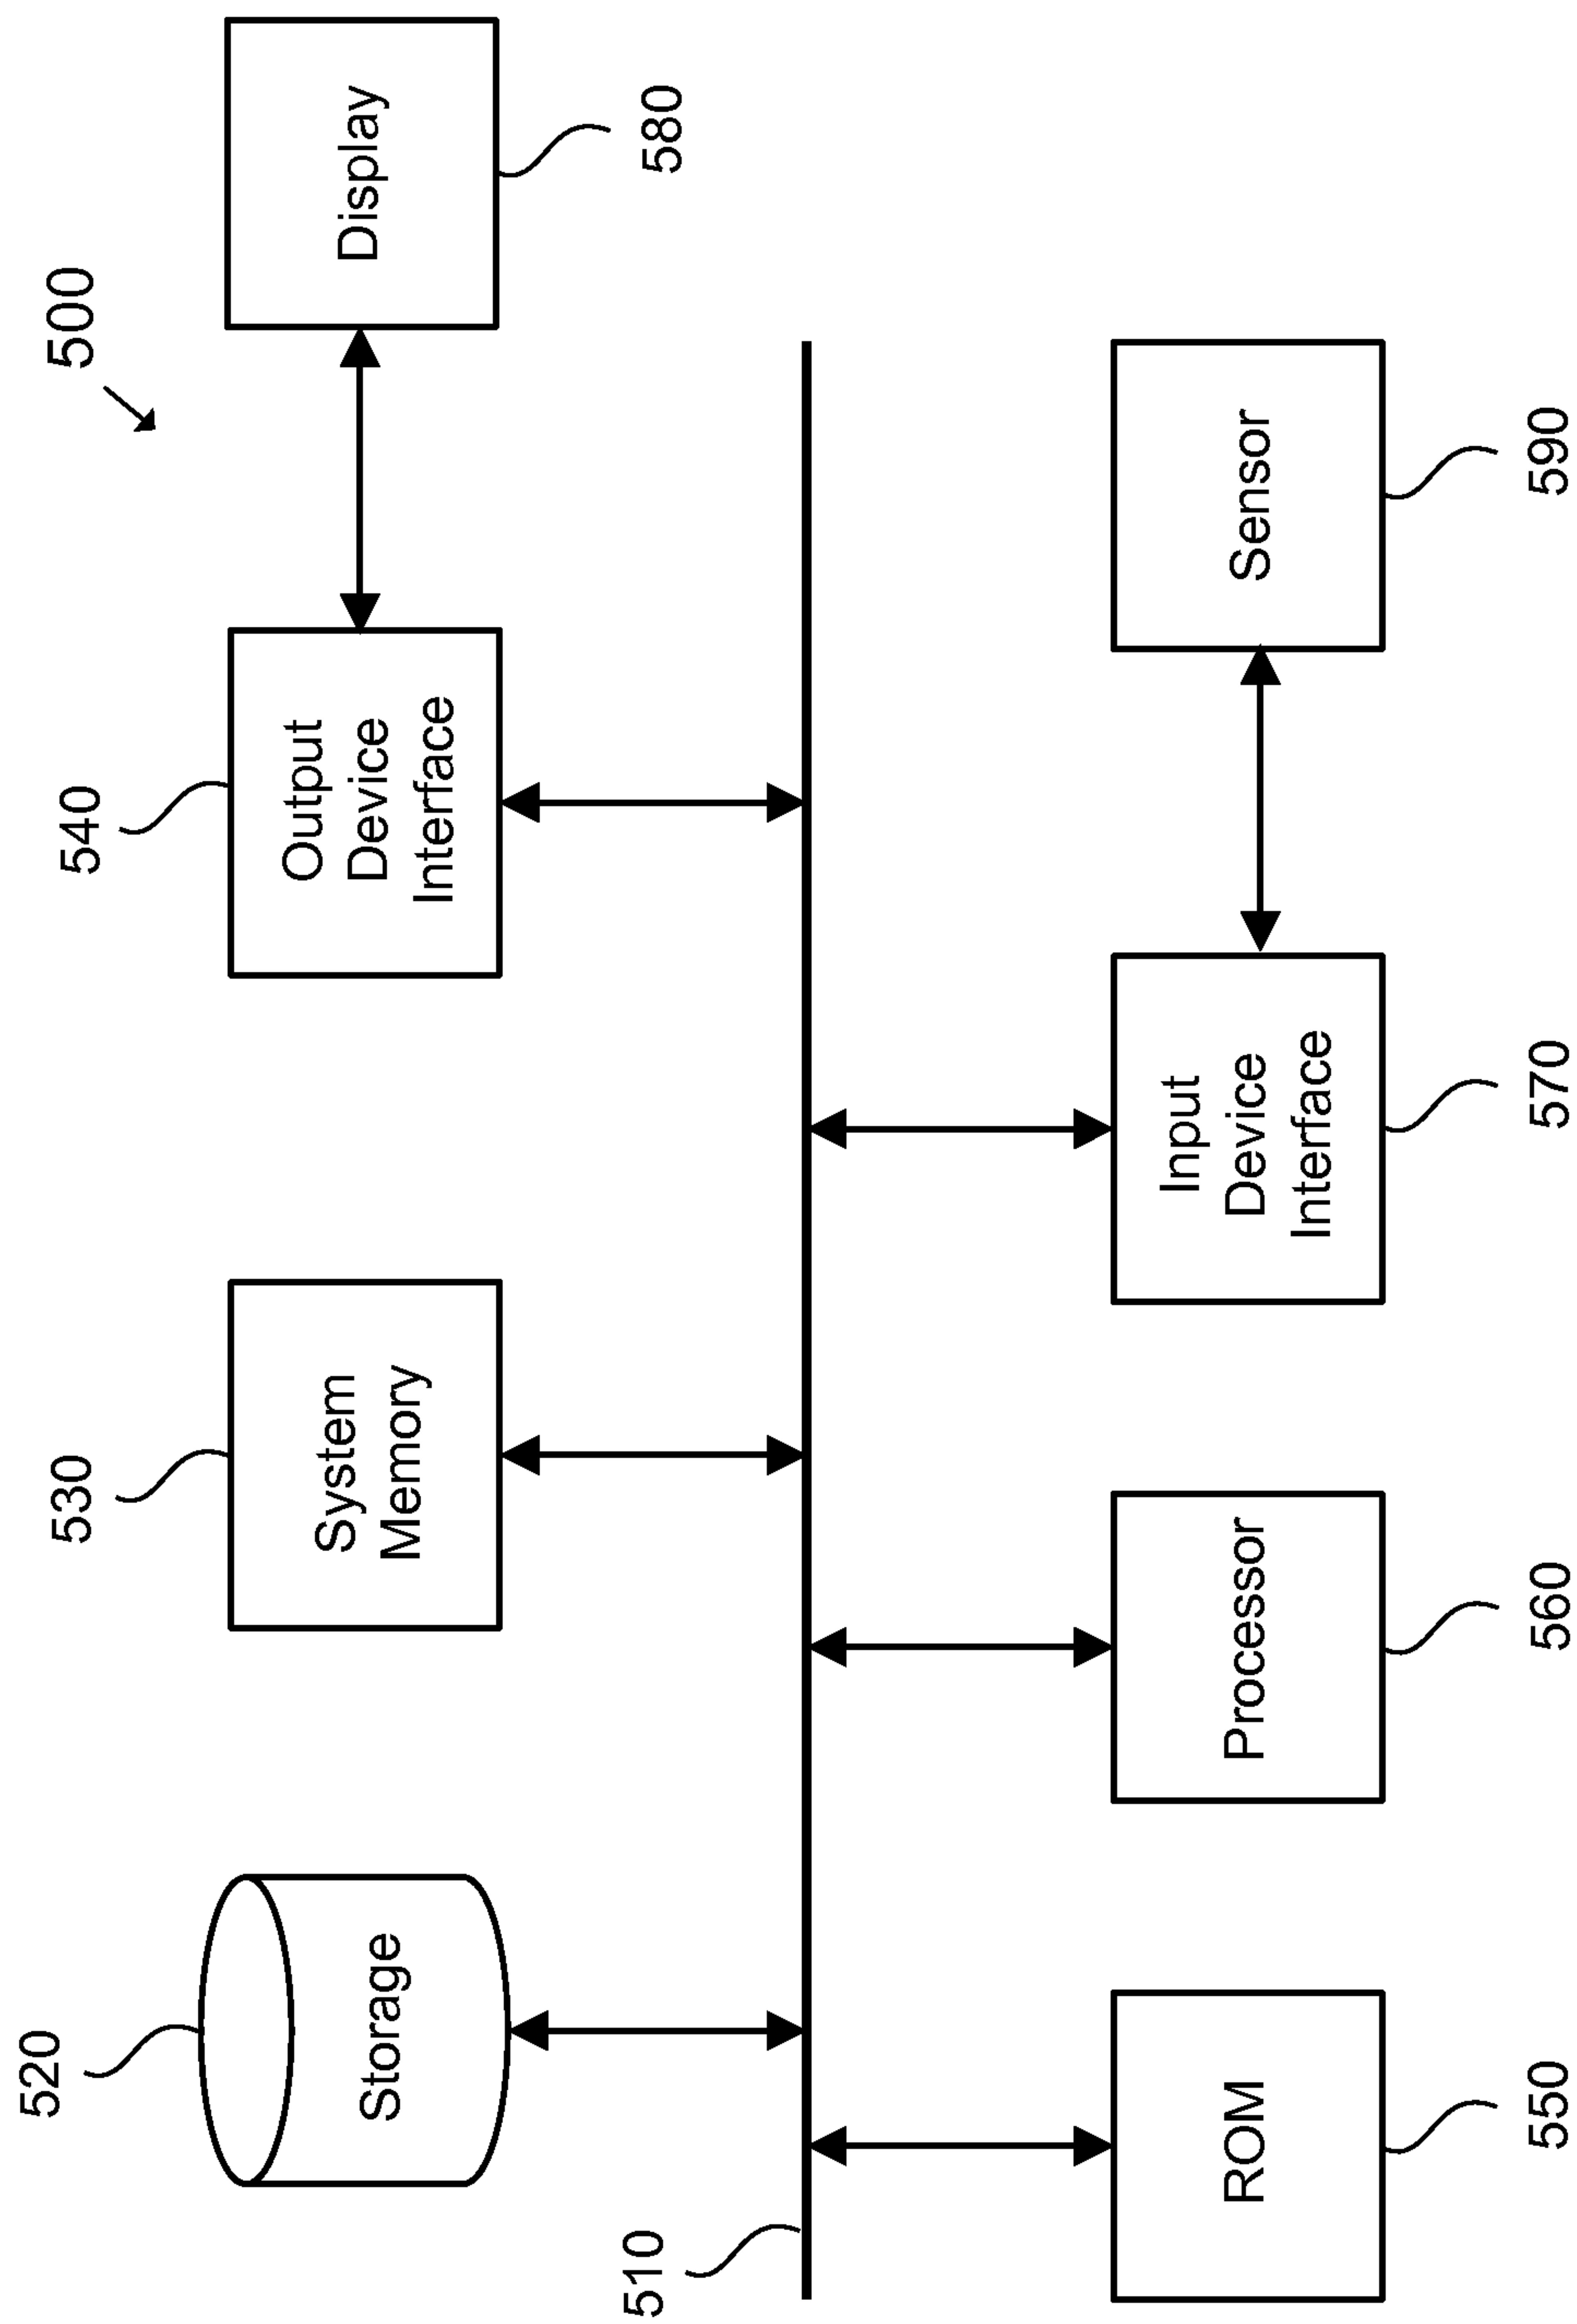 500
520
530
540
Storage
System
Memory
Output
Device
Interface
Display
580
510
ROM
Processor
Input
Device
Interface
Sensor
550
560
570
590